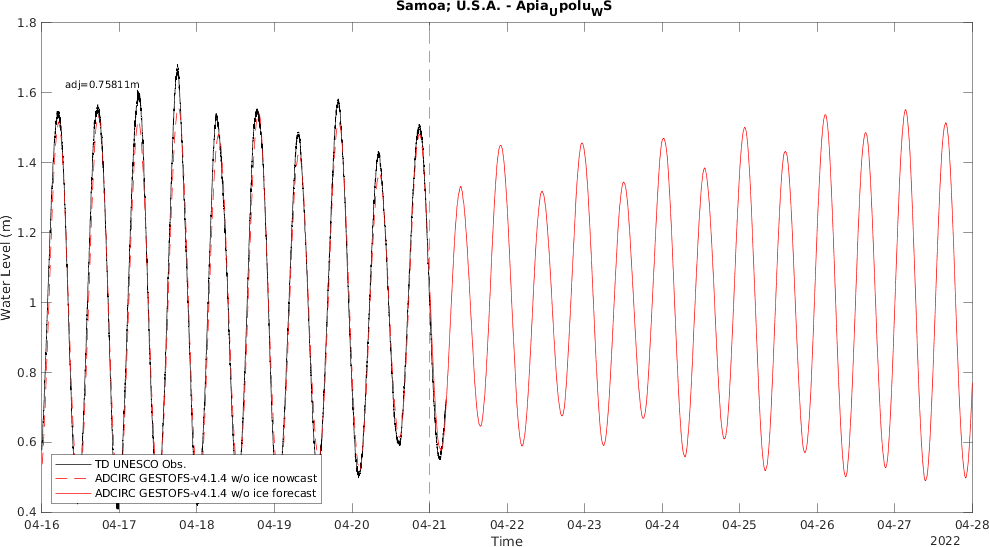 Samoa; U.S.A. - ApiaUpoluWS
adj=0.75811m
1.8
1.6
1.4
1.2
1
0.8
0.6
0.4
Water Level (m)
TD UNESCO Obs.
ADCIRC GESTOFS-v4.1.4 w/o ice nowcast
ADCIRC GESTOFS-v4.1.4 w/o ice forecast
04-16 04-17 04-18 04-19 04-20 04-21 04-22 04-23 04-24 04-25 04-26 04-27 04-28
Time
2022